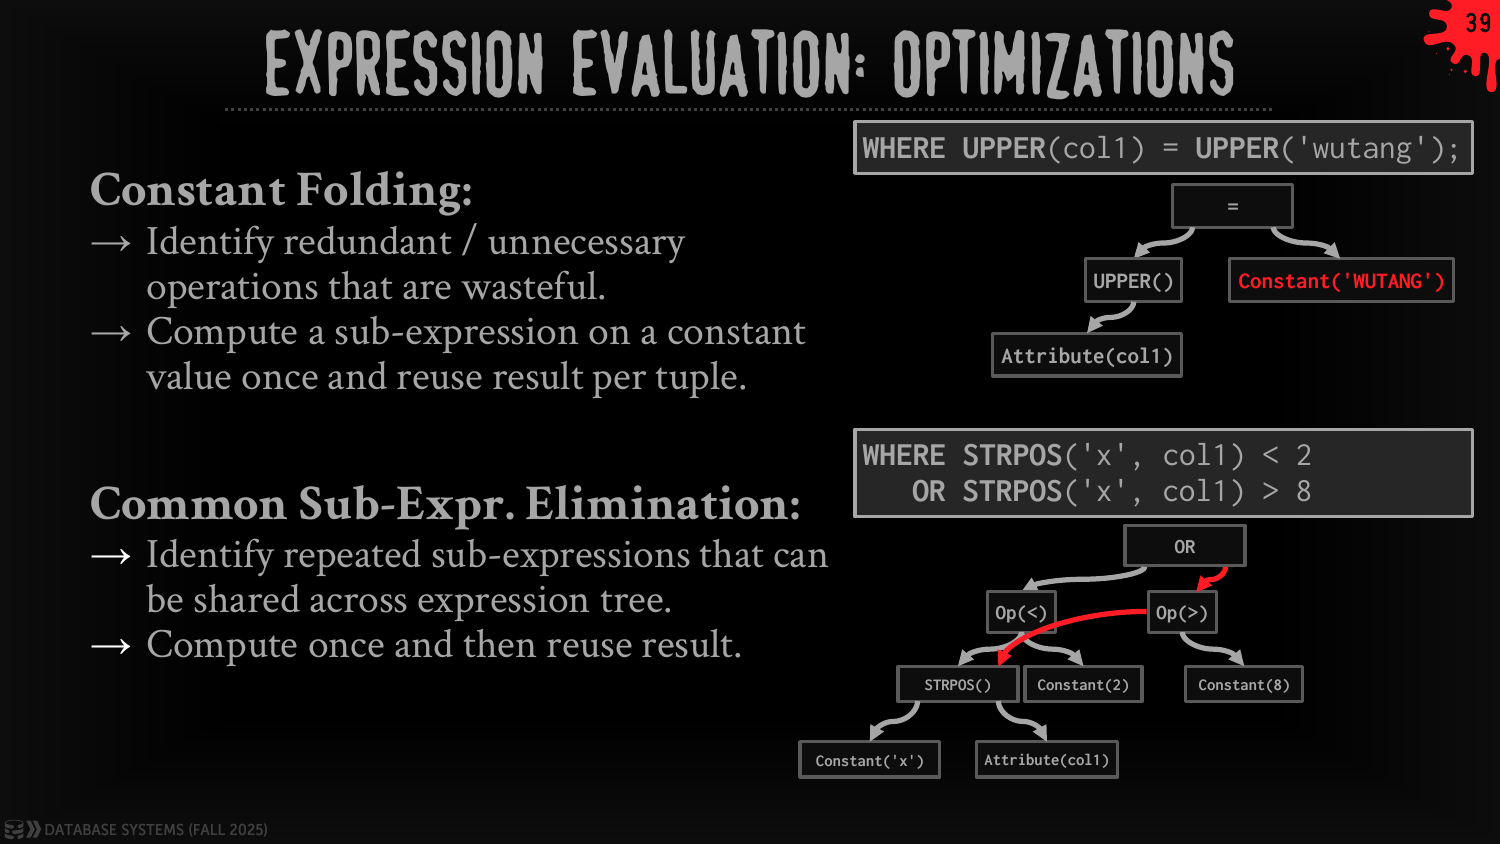 39
EXPRESSION EVALUATION: OPTIMIZATIONS
Constant Folding:
→ Identify redundant / unnecessary
operations that are wasteful.
→ Compute a sub-expression on a constant
value once and reuse result per tuple.
WHERE UPPER(col1) = UPPER('wutang');
=
UPPER()
Constant('WUTANG')
Attribute(col1)
Common Sub-Expr. Elimination:
→ Identify repeated sub-expressions that can
be shared across expression tree.
→ Compute once and then reuse result.
WHERE STRPOS('x', col1) < 2
OR STRPOS('x', col1) > 8
OR
Op(<)
Op(>)
STRPOS()
Constant(2)
Constant(8)
Constant('x')
Attribute(col1)
DATABASE SYSTEMS (FALL 2025)